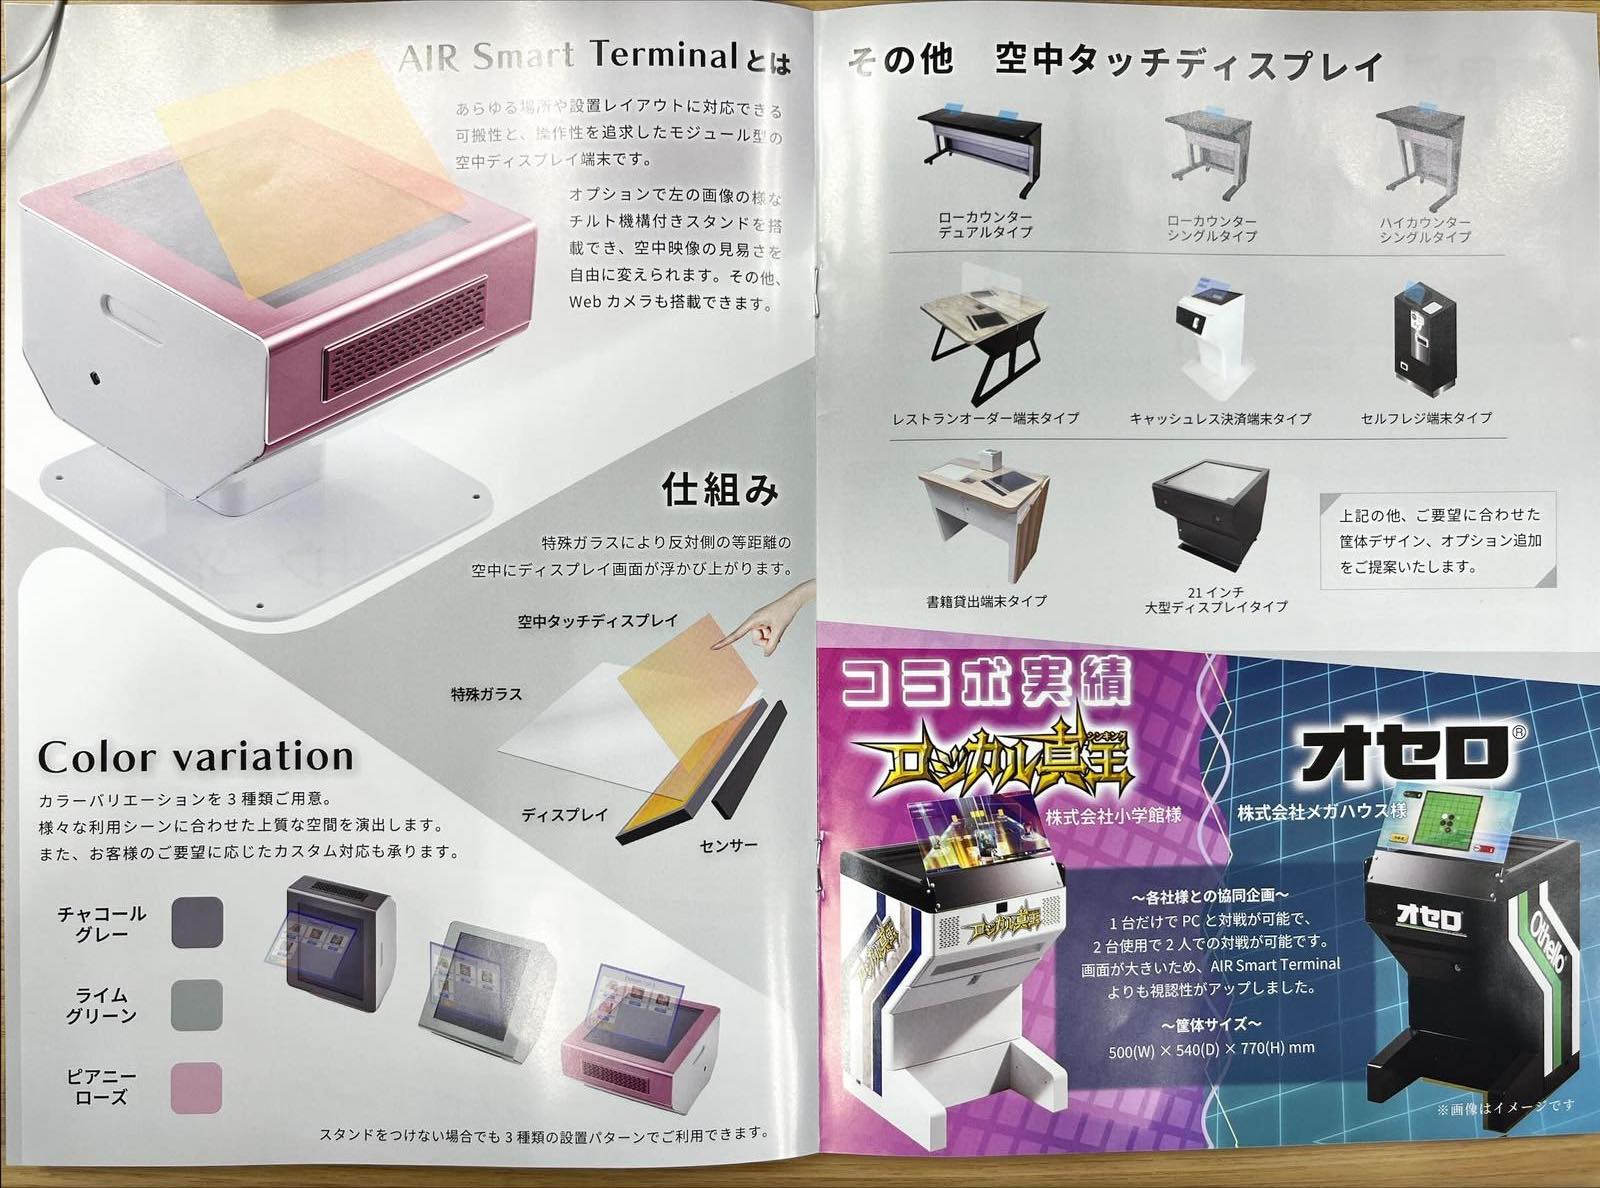 AIR Smart Terminalとは
あらゆる場所や設置レイアウトに対応できる
可搬性と、操作性を追求したモジュール型の
空中ディスプレイ端末です。
オプションで左の画像の様な
チルト機構付きスタンドを搭
載でき、空中映像の見易さを
自由に変えられます。その他、
Web カメラも搭載できます。
仕組み
特殊ガラスにより反対側の等距離の
空中にディスプレイ画面が浮かび上がります。
空中タッチディスプレイ
特殊ガラス
ディスプレイ
センサー
Color variation
カラーバリエーションを 3 種類ご用意。
様々な利用シーンに合わせた上質な空間を演出します。
また、お客様のご要望に応じたカスタム対応も承ります。
チャコール
グレー
ライム
グリーン
ピアニー
ローズ
スタンドをつけない場合でも 3 種類の設置パターンでご利用できます。
その他　空中タッチディスプレイ
ローカウンター
デュアルタイプ
ローカウンター
シングルタイプ
ハイカウンター
シングルタイプ
レストランオーダー端末タイプ
キャッシュレス決済端末タイプ
セルフレジ端末タイプ
書籍貸出端末タイプ
21 インチ
大型ディスプレイタイプ
上記の他、ご要望に合わせた
筐体デザイン、オプション追加
をご提案いたします。
コラボ実績
ロジカル真王
シンキング
株式会社小学館様
オセロ®
株式会社メガハウス様
～各社様との協同企画～
1 台だけで PC と対戦が可能で、
2 台使用で 2 人での対戦が可能です。
画面が大きいため、AIR Smart Terminal
よりも視認性がアップしました。
～筐体サイズ～
500(W) × 540(D) × 770(H) mm
ロジカル真王
オセロ
Othello
※画像はイメージです